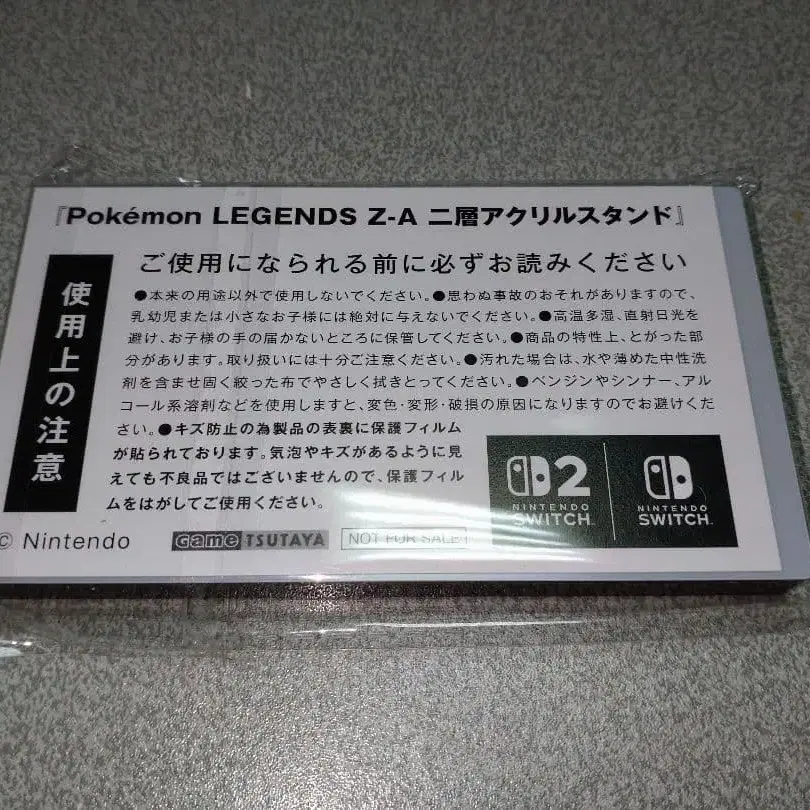 『Pokémon LEGENDS Z-A 二層アクリルスタンド』
使用上の注意
ご使用になられる前に必ずお読みください
●本来の用途以外で使用しないでください。●思わぬ事故のおそれがありますので、
乳幼児または小さなお子様には絶対に与えないでください。●高温多湿、直射日光を
避け、お子様の手の届かないところに保管してください。●商品の特性上、とがった部
分があります。取り扱いには十分ご注意ください。●汚れた場合は、水や薄めた中性洗
剤を含ませ固く絞った布でやさしく拭きとってください。●ベンジンやシンナー、アル
コール系溶剤などを使用しますと、変色・変形・破損の原因になりますのでお避けくだ
さい。●キズ防止の為製品の表裏に保護フィルム
が貼られております。気泡やキズがあるように見
えても不良品ではございませんので、保護フィル
ムをはがしてご使用ください。
2
NINTENDO
SWITCH
NINTENDO
SWITCH
© Nintendo
Game TSUTAYA
NOT FOR SALE